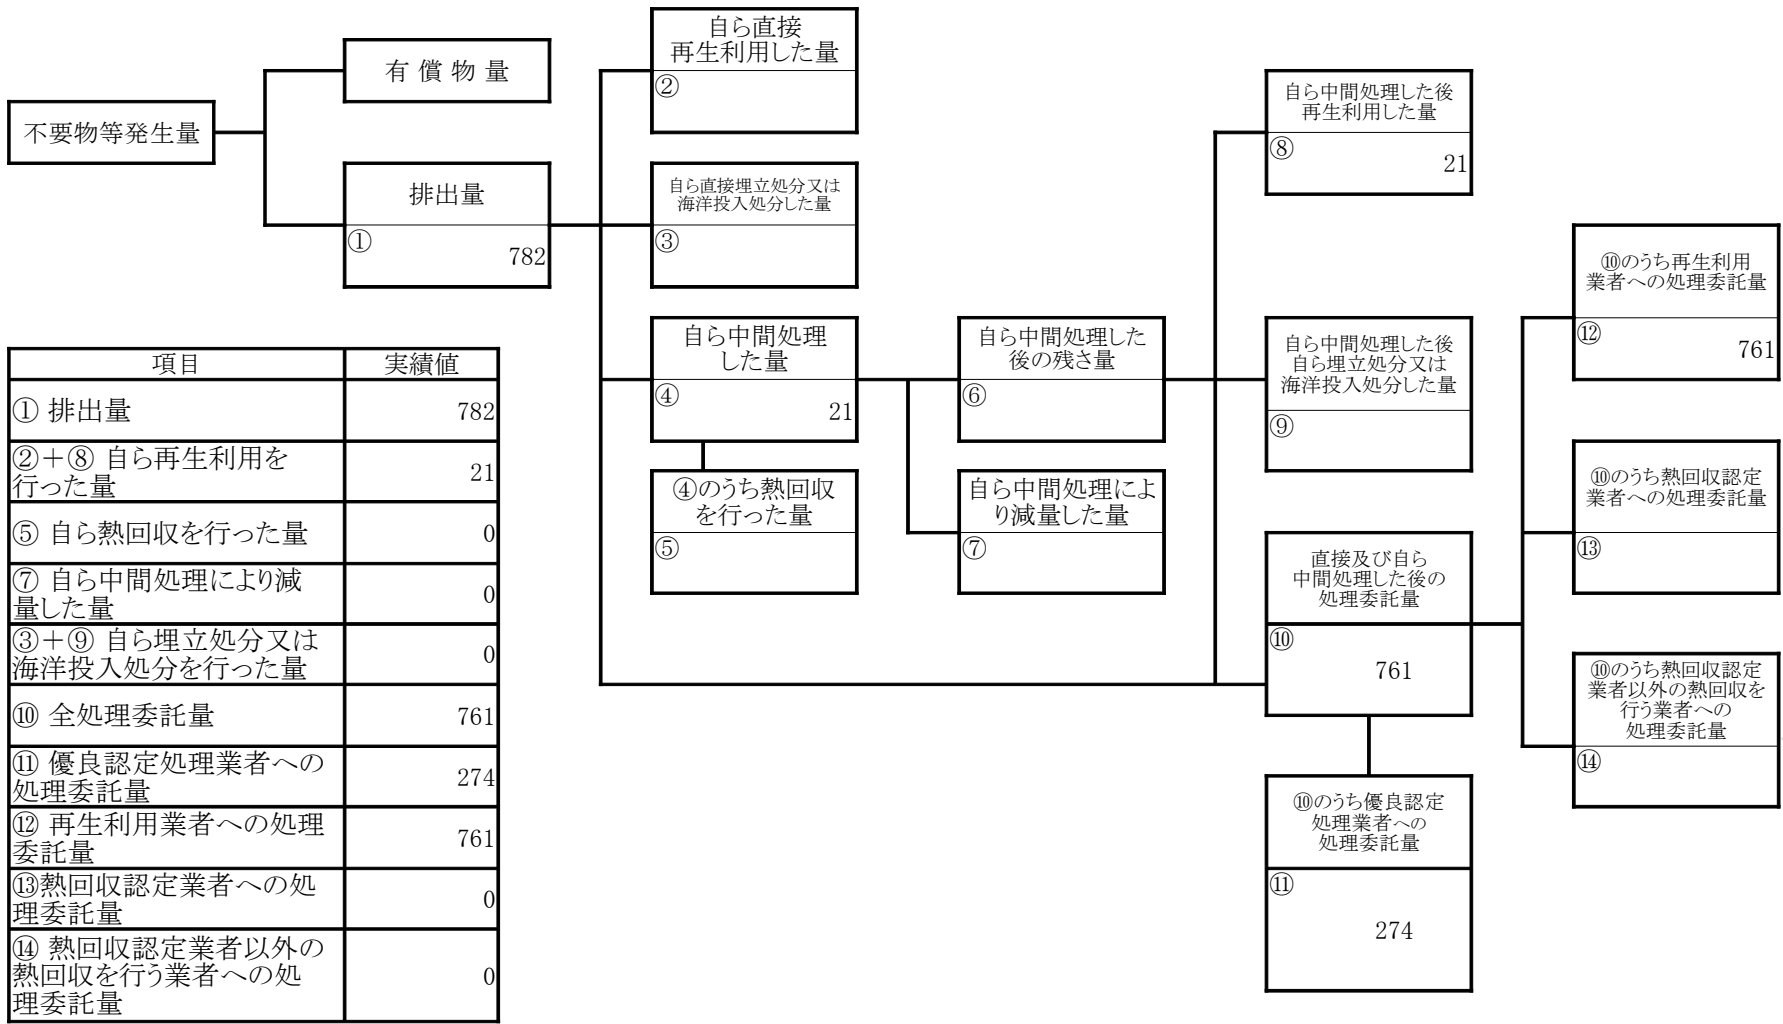 自ら直接
再生利用した量
②
有償物量
不要物等発生量
排出量
①
782
自ら直接埋立処分又は
海洋投入処分した量
③
自ら中間処理した後
再生利用した量
⑧
21
⑩のうち再生利用
業者への処理委託量
⑫
761
自ら中間処理
した量
④
21
自ら中間処理した
後の残さ量
⑥
自ら中間処理した後
自ら埋立処分又は
海洋投入処分した量
⑨
④のうち熱回収
を行った量
⑤
自ら中間処理によ
り減量した量
⑦
⑩のうち熱回収認定
業者への処理委託量
⑬
直接及び自ら
中間処理した後の
処理委託量
⑩
761
⑩のうち熱回収認定
業者以外の熱回収を
行う業者への
処理委託量
⑭
⑩のうち優良認定
処理業者への
処理委託量
⑪
274
項目 実績値
① 排出量 782
②+⑧ 自ら再生利用を
行った量 21
⑤ 自ら熱回収を行った量 0
⑦ 自ら中間処理により減
量した量 0
③+⑨ 自ら埋立処分又は
海洋投入処分を行った量 0
⑩ 全処理委託量 761
⑪ 優良認定処理業者への
処理委託量 274
⑫ 再生利用業者への処理
委託量 761
⑬熱回収認定業者への処
理委託量 0
⑭ 熱回収認定業者以外の
熱回収を行う業者への処 0
理委託量